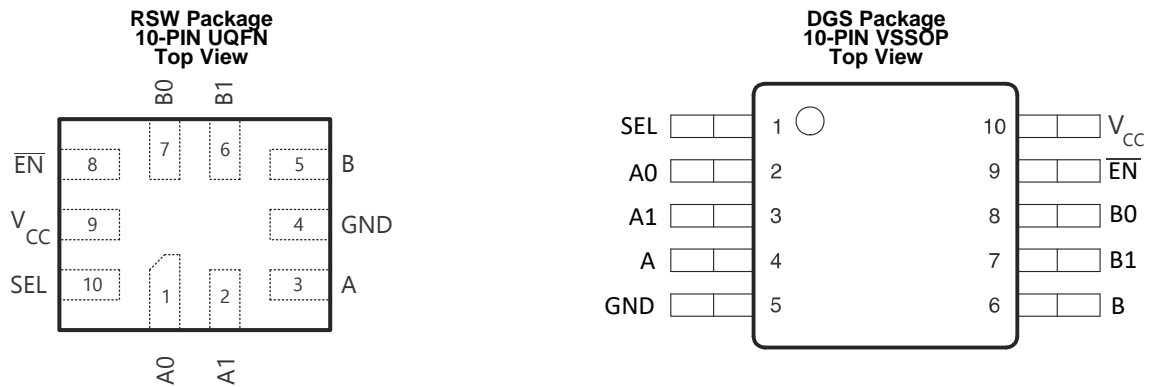 RSW Package
10-PIN UQFN
Top View
B0 B1
7 6
EN 8 5 B
VCC 9 4 GND
SEL 10 3 A
1 2
A0 A1
DGS Package
10-PIN VSSOP
Top View
SEL 1 10 VCC
A0 2 9 EN
A1 3 8 B0
A 4 7 B1
GND 5 6 B